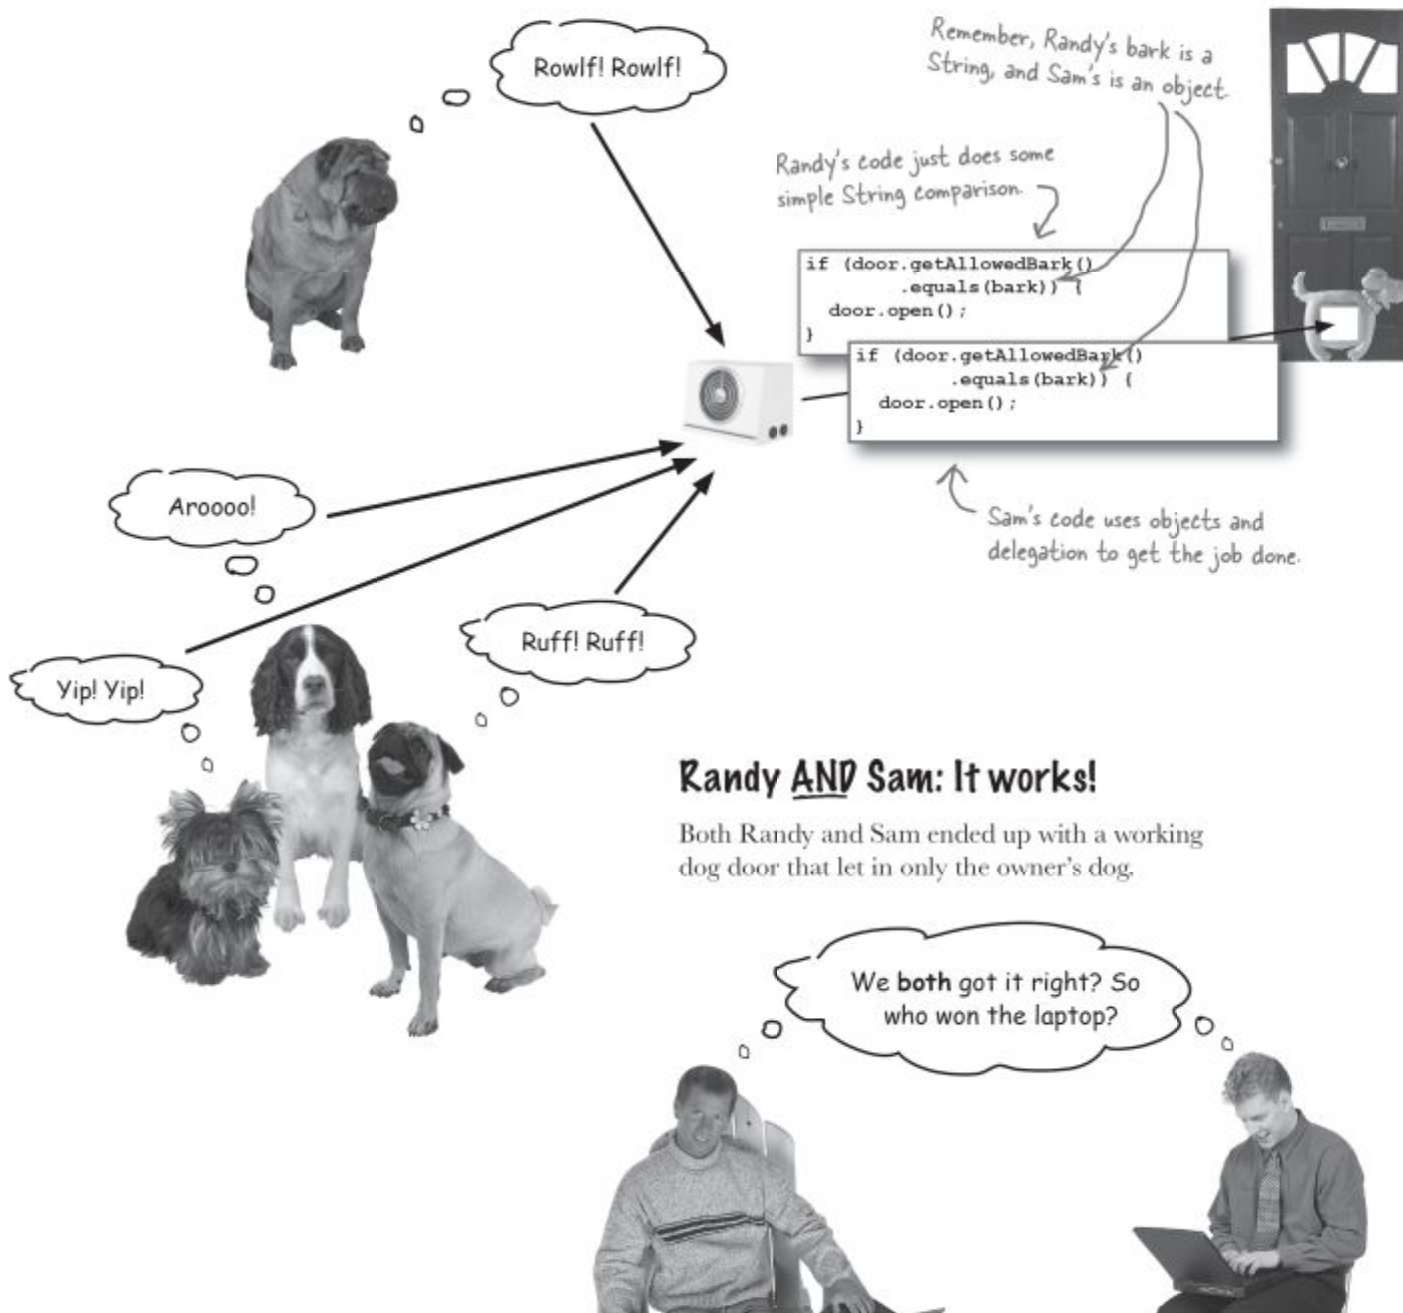 Rowlf! Rowlf!
Remember, Randy's bark is a
String, and Sam's is an object.
Randy's code just does some
simple String comparison.
if (door.getAllowedBark()
.equals(bark)) {
door.open();
}
if (door.getAllowedBark()
.equals(bark)) {
door.open();
}
Sam's code uses objects and
delegation to get the job done.
Aroooo!
Ruff! Ruff!
Yip! Yip!
Randy AND Sam: It works!
Both Randy and Sam ended up with a working
dog door that let in only the owner's dog.
We both got it right? So
who won the laptop?